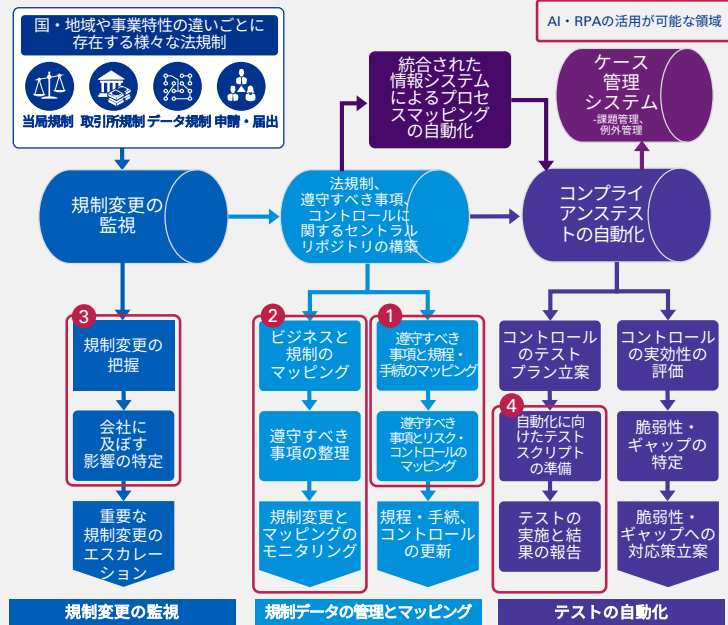 国・地域や事業特性の違いごとに
存在する様々な法規制
当局規制 取引所規制 データ規制 申請・届出
AI・RPAの活用が可能な領域
統合された
情報システム
によるプロセ
スマッピング
の自動化
ケース
管理
システム
-課題管理、
例外管理
規制変更の
監視
法規制、
遵守すべき事項、
コントロールに
関するセントラル
リポジトリの構築
コンプライ
アンステス
トの自動化
3
規制変更の
把握
会社に
及ぼす
影響の特定
重要な
規制変更の
エスカレー
ション
2
ビジネスと
規制の
マッピング
遵守すべき
事項の整理
規制変更と
マッピングの
モニタリング
1
遵守すべき
事項と規程・
手続のマッピング
遵守すべき
事項とリスク・
コントロールの
マッピング
規程・手続、
コントロール
の更新
コントロール
のテスト
プラン立案
4
自動化に向
けたテスト
スクリプト
の準備
テストの
実施と結
果の報告
コントロール
の実効性の
評価
脆弱性・
ギャップの
特定
脆弱性・
ギャップへの
対応策立案
規制変更の監視
規制データの管理とマッピング
テストの自動化